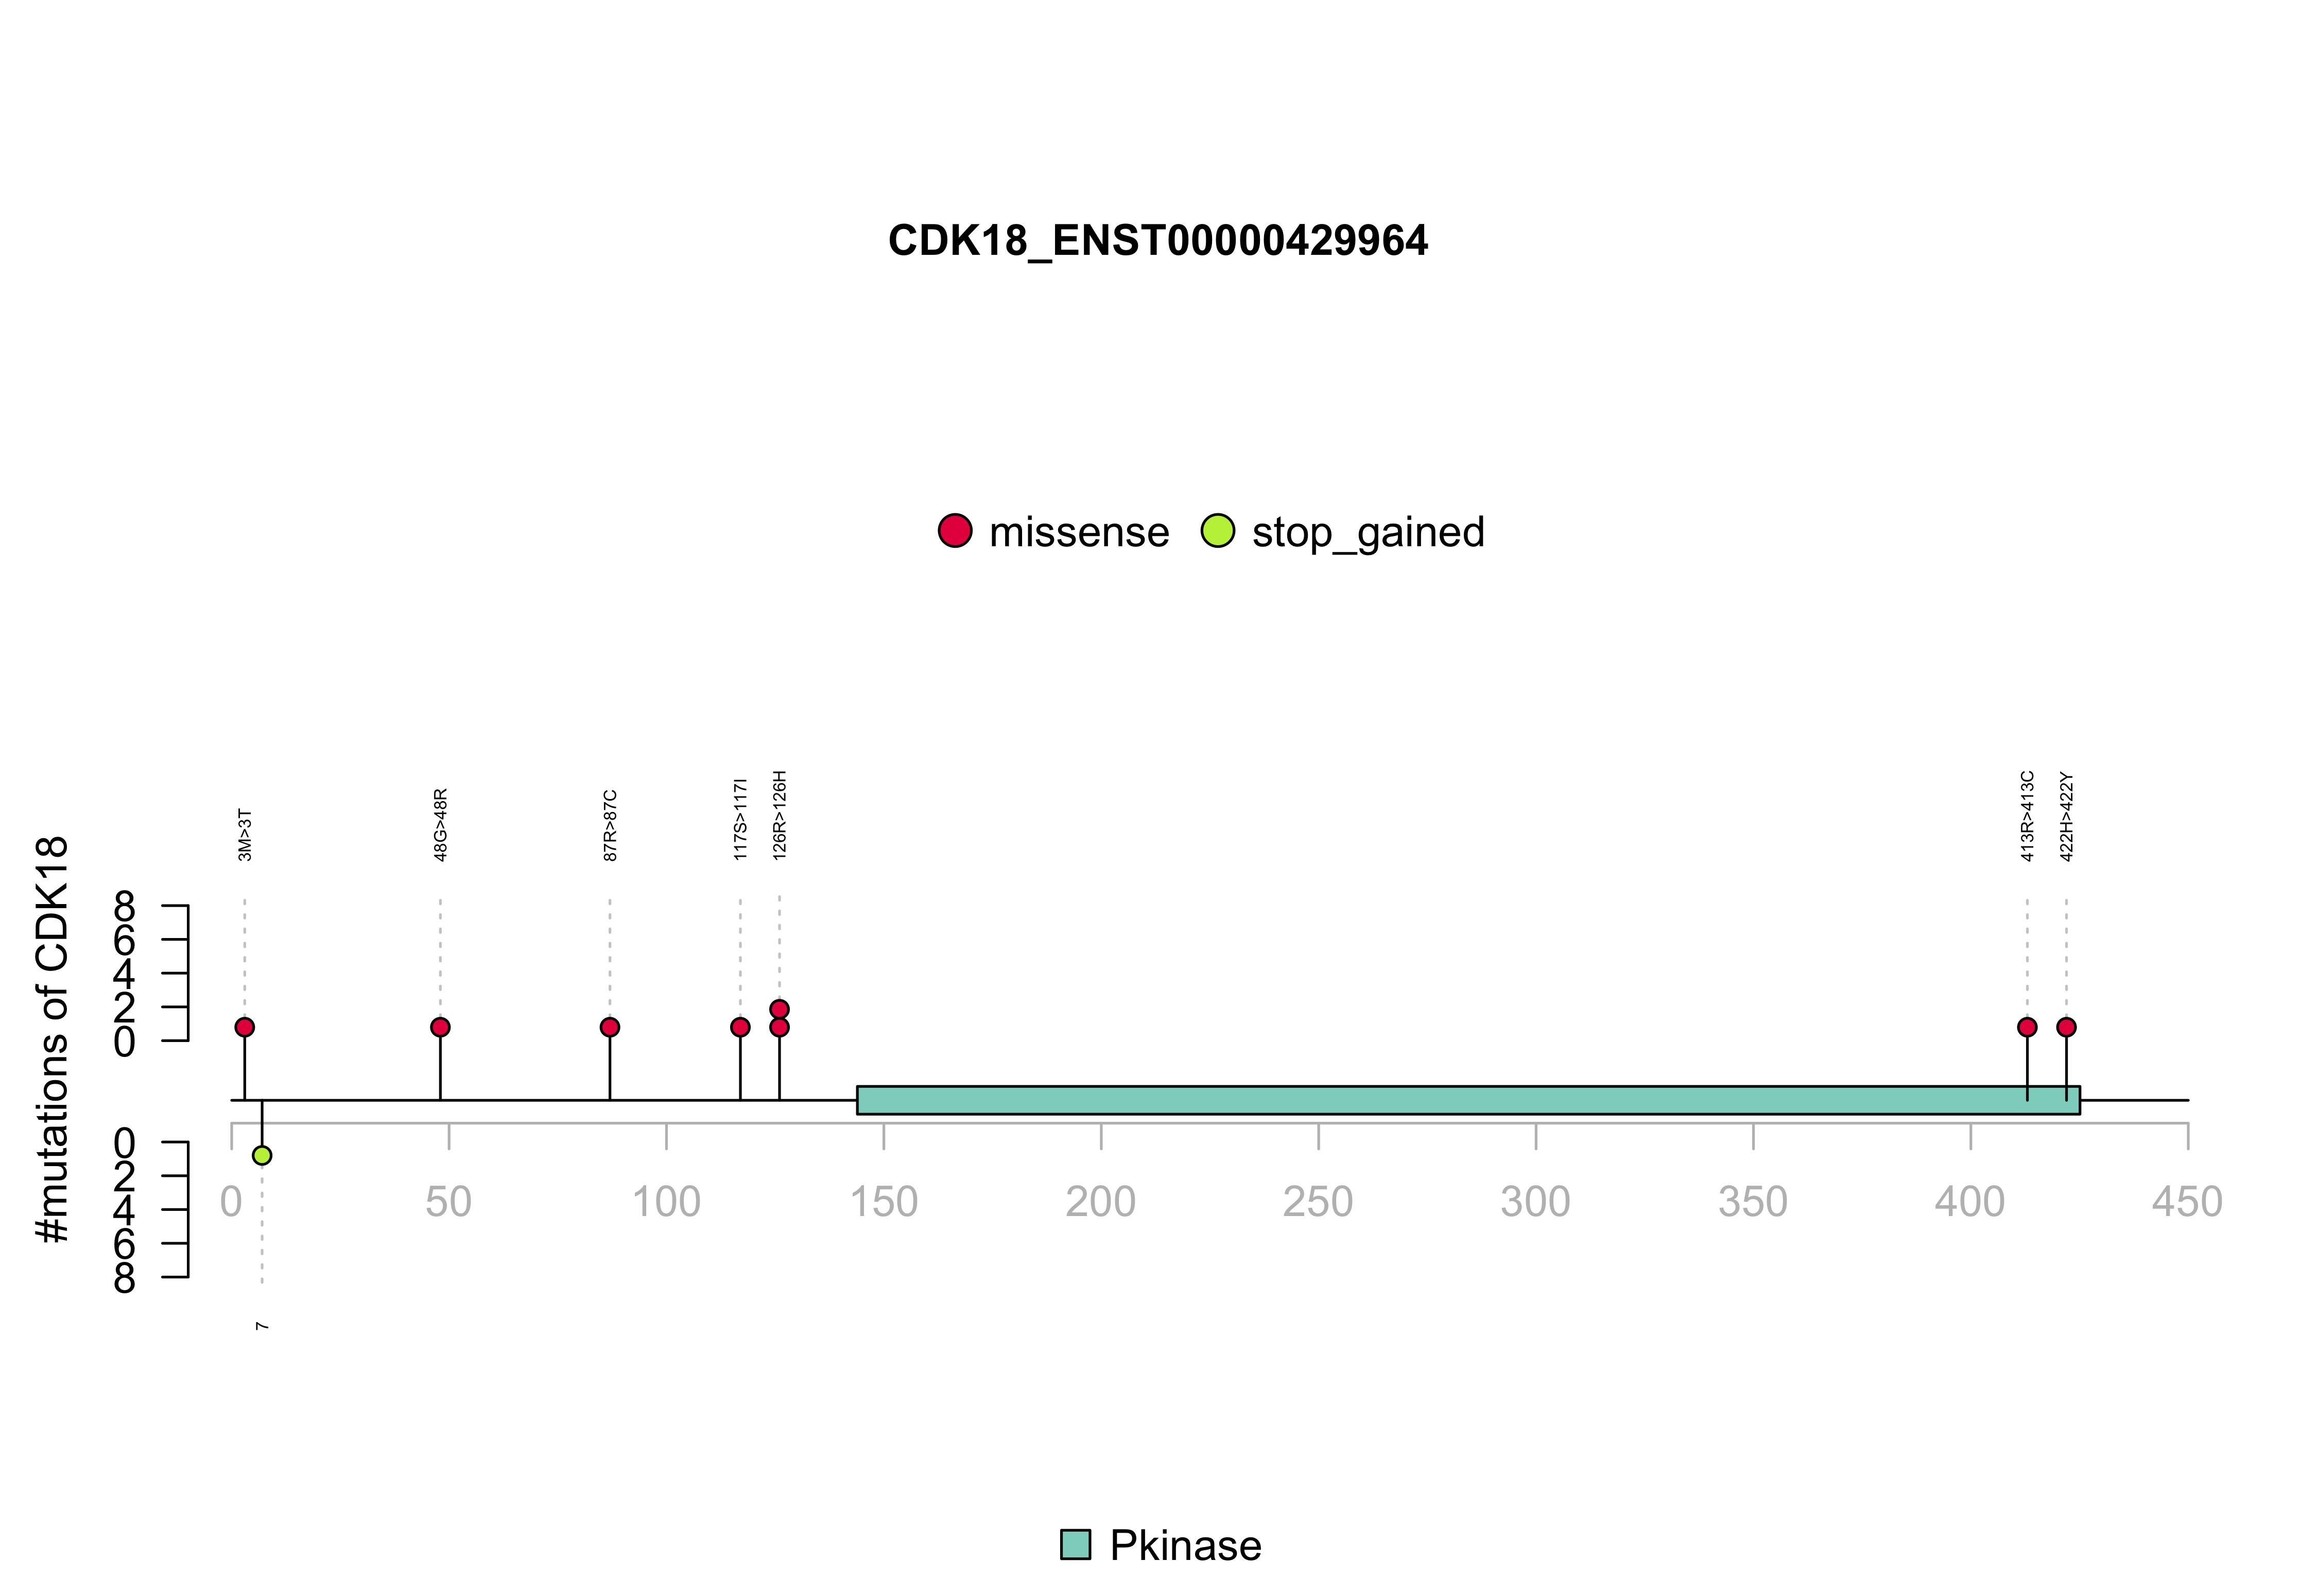 CDK18_ENST00000429964
missense stop_gained
3M>3T
48G>48R
87R>87C
117S>117I
126R>126H
413R>413C
422H>422Y
#mutations of CDK18
8
6
4
2
0
0
2
4
6
8
0 50 100 150 200 250 300 350 400 450
7
Pkinase